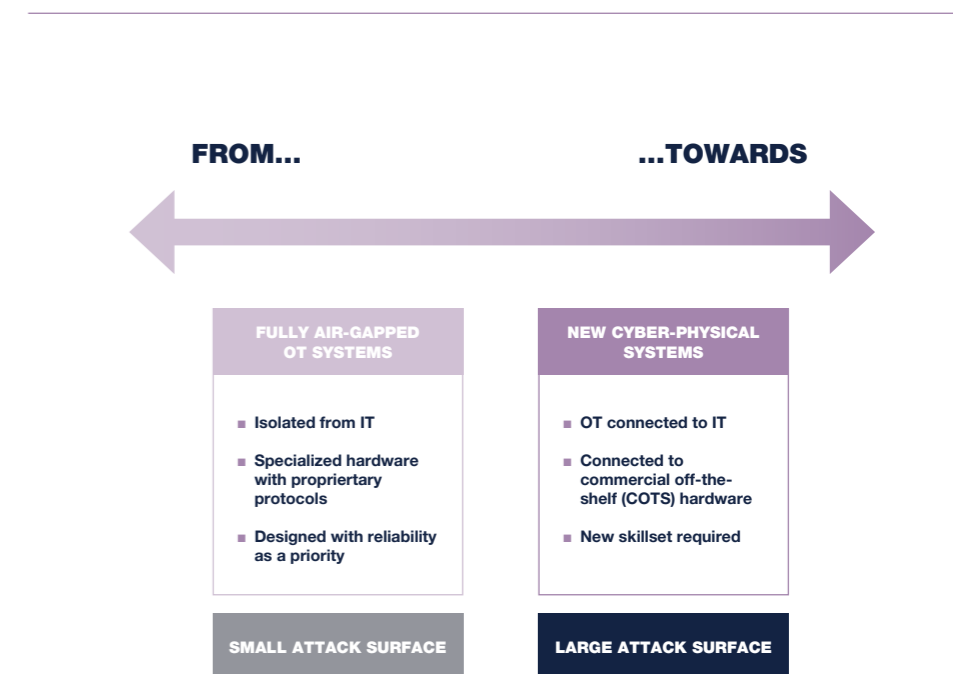 FROM...
...TOWARDS
FULLY AIR-GAPPED
OT SYSTEMS
■ Isolated from IT
■ Specialized hardware
with propriertary
protocols
■ Designed with reliability
as a priority
SMALL ATTACK SURFACE
NEW CYBER-PHYSICAL
SYSTEMS
■ OT connected to IT
■ Connected to
commercial off-the-
shelf (COTS) hardware
■ New skillset required
LARGE ATTACK SURFACE